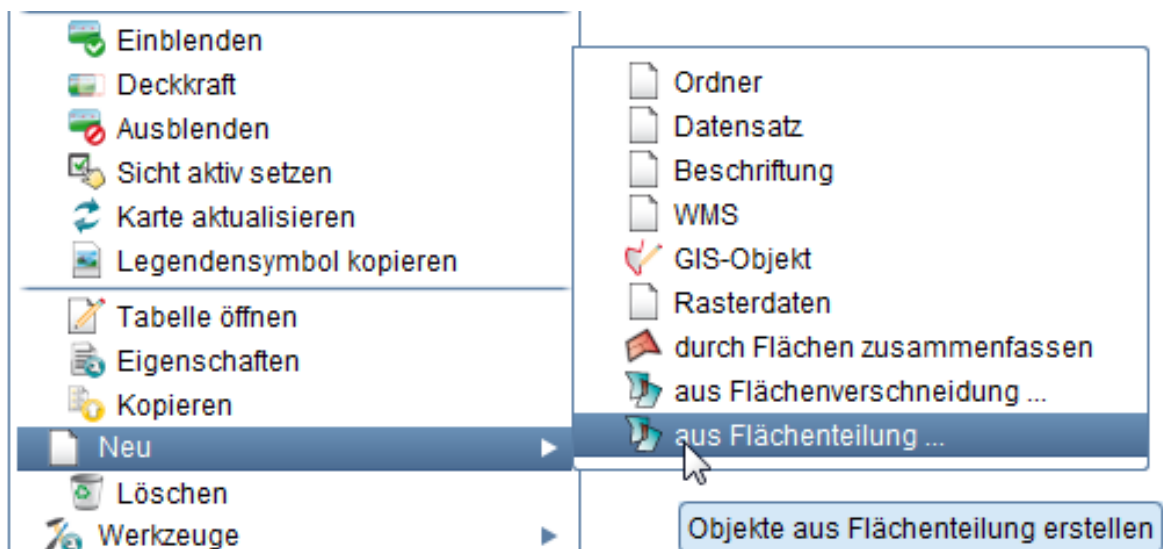 Einblenden
Deckkraft
Ausblenden
Sicht aktiv setzen
Karte aktualisieren
Legendensymbol kopieren
Tabelle öffnen
Eigenschaften
Kopieren
Neu
Löschen
Werkzeuge
Ordner
Datensatz
Beschriftung
WMS
GIS-Objekt
Rasterdaten
durch Flächen zusammenfassen
aus Flächenverschneidung ...
aus Flächenteilung ...
Objekte aus Flächenteilung erstellen